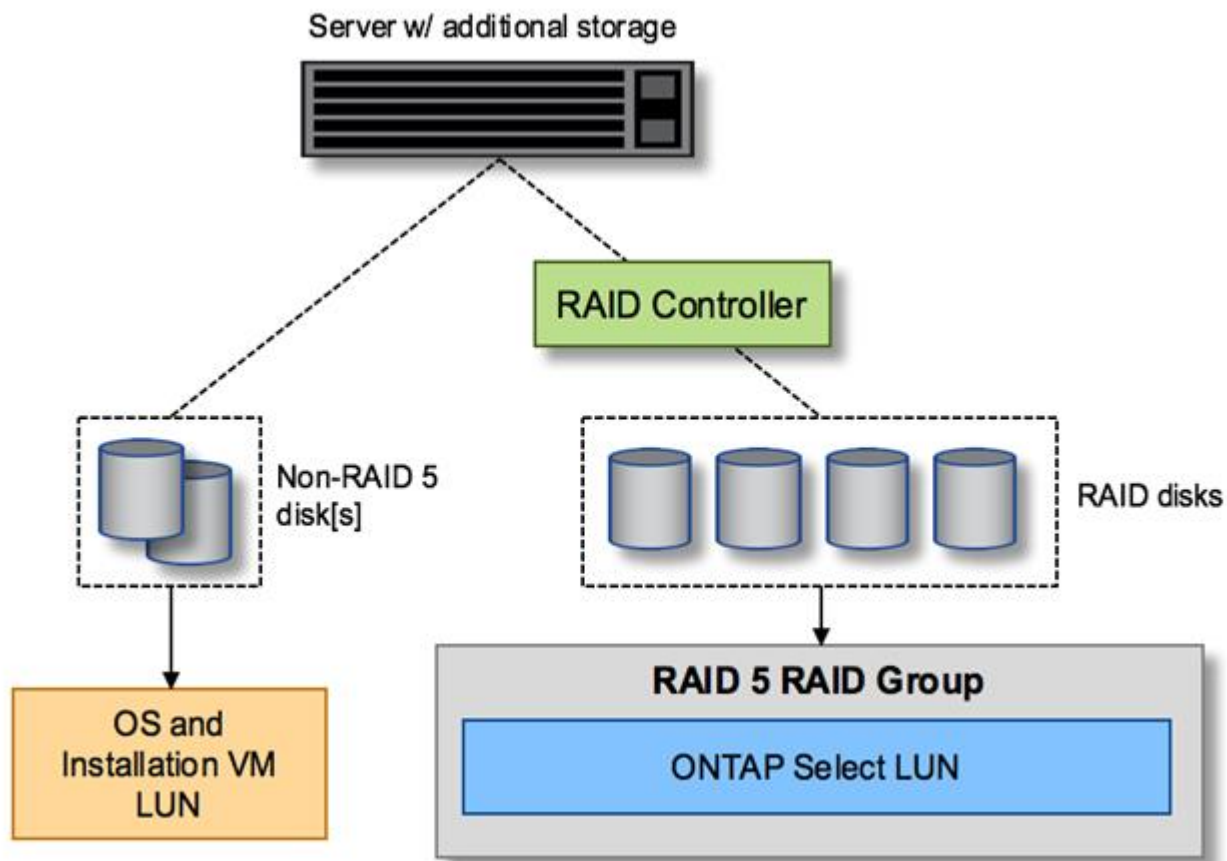 Server w/ additional storage
RAID Controller
Non-RAID 5
disk[s]
RAID disks
OS and
Installation VM
LUN
RAID 5 RAID Group
ONTAP Select LUN